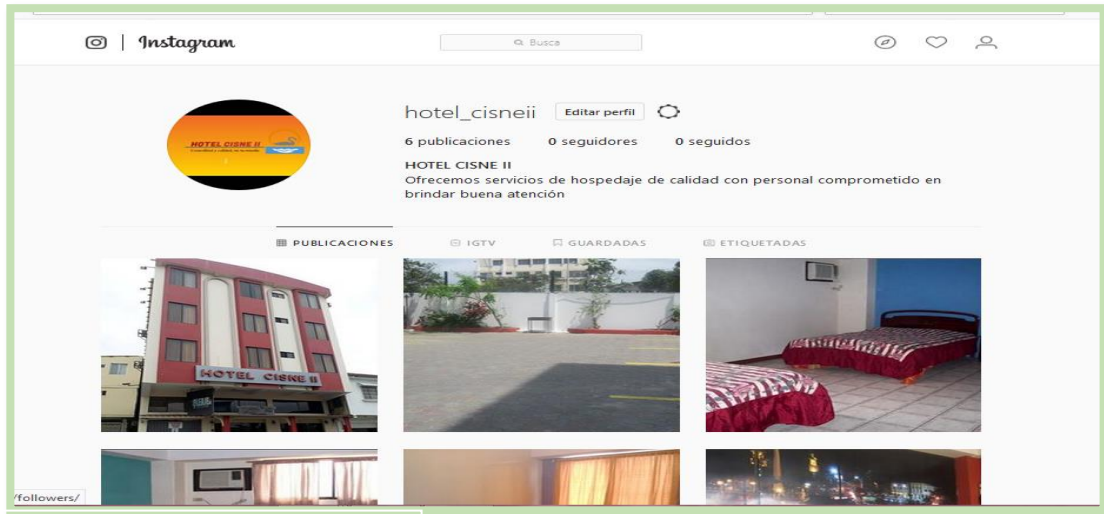 Instagram
Busca
hotel_cisneii Editar perfil
6 publicaciones 0 seguidores 0 seguidos
HOTEL CISNE II
Ofrecemos servicios de hospedaje de calidad con personal comprometido en
brindar buena atención
HOTEL CISNE II
PUBLICACIONES IGTV GUARDADAS ETIQUETADAS
HOTEL CISNE II
/followers/